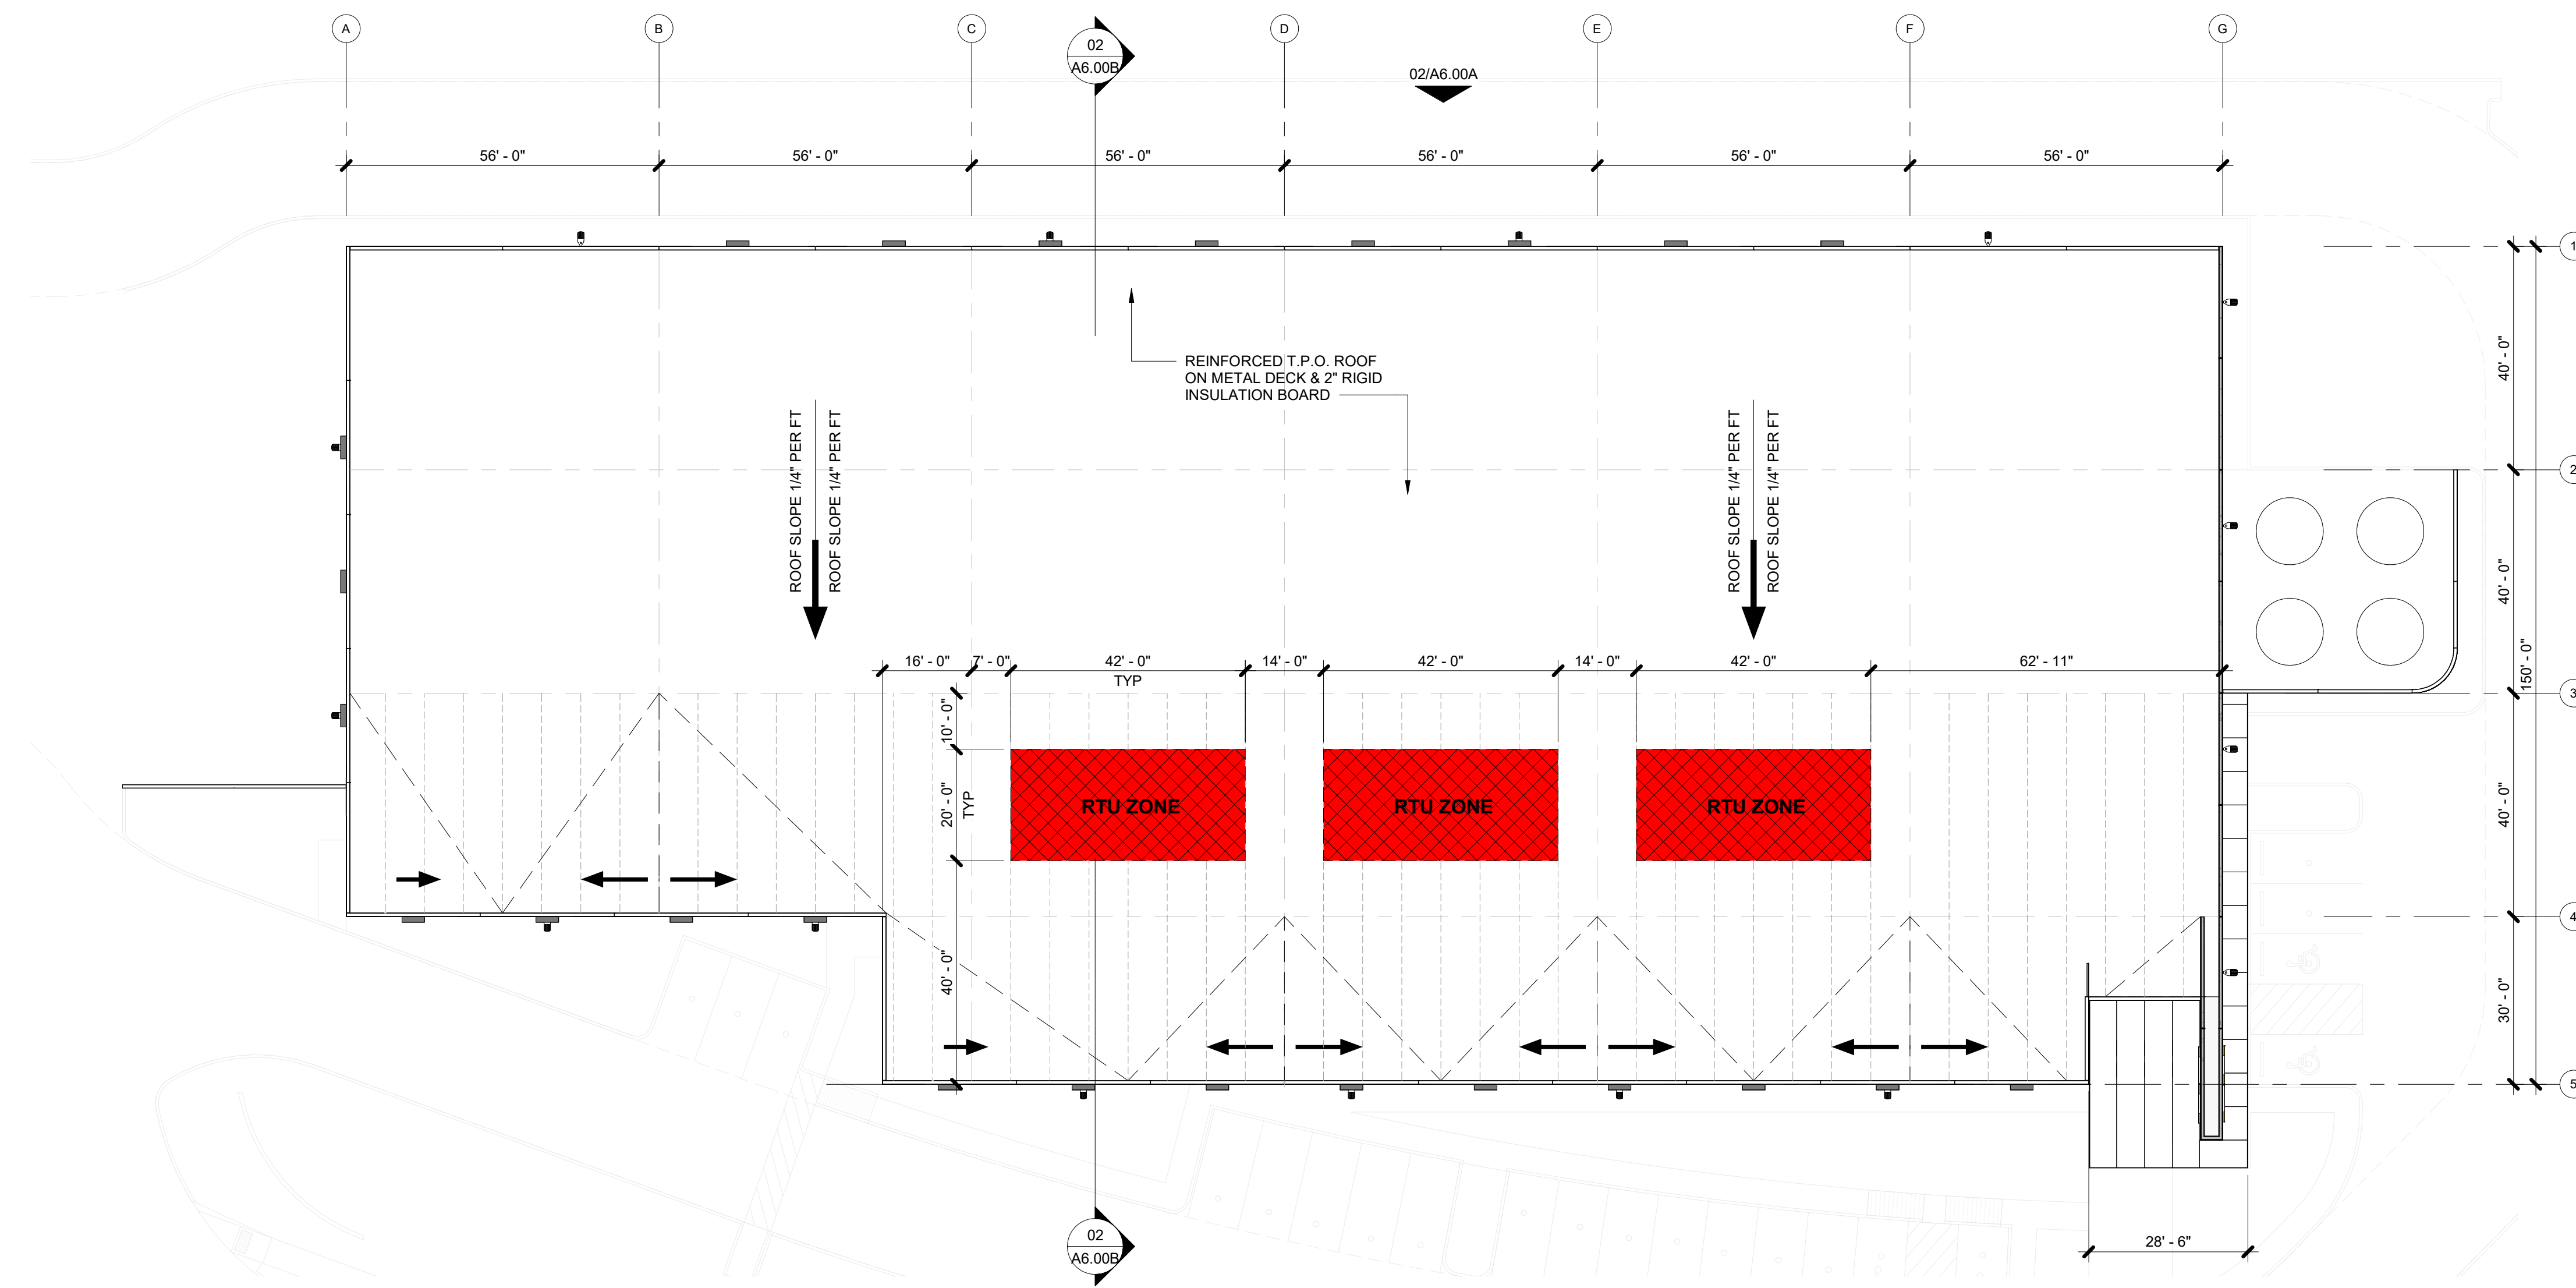 A
B
C
D
E
F
G
02
A6.00B
02/A6.00A
56' - 0"
56' - 0"
56' - 0"
56' - 0"
56' - 0"
56' - 0"
1
REINFORCED T.P.O. ROOF
ON METAL DECK & 2" RIGID
INSULATION BOARD
40' - 0"
2
ROOF SLOPE 1/4" PER FT
ROOF SLOPE 1/4" PER FT
ROOF SLOPE 1/4" PER FT
ROOF SLOPE 1/4" PER FT
40' - 0"
150' - 0"
16' - 0"
7' - 0"
42' - 0"
TYP
14' - 0"
42' - 0"
14' - 0"
42' - 0"
62' - 11"
3
10' - 0"
20' - 0"
TYP
RTU ZONE
RTU ZONE
RTU ZONE
40' - 0"
4
40' - 0"
30' - 0"
5
02
A6.00B
28' - 6"